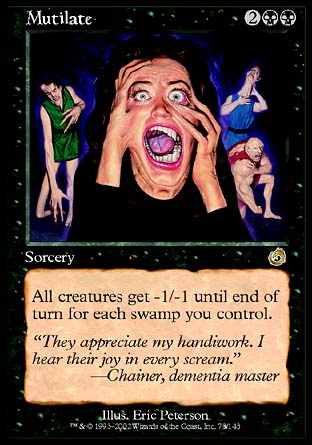 Mutilate 2
Sorcery
All creatures get -1/-1 until end of
turn for each swamp you control.
“They appreciate my handiwork. I
hear their joy in every scream.”
—Chainer, dementia master
Illus. Eric Peterson
™ & © 1993-2002 Wizards of the Coast, Inc. 73/143